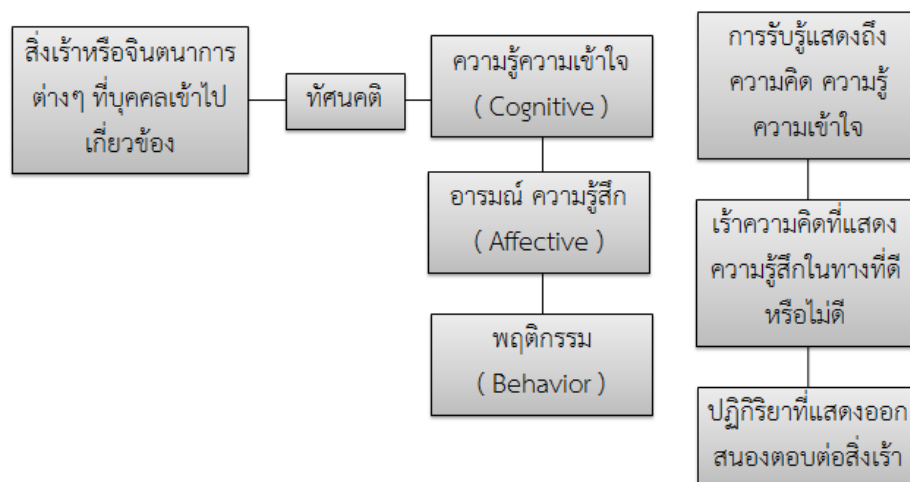 สิ่งเร้าหรือจินตนาการ
ต่างๆ ที่บุคคลเข้าไป
เกี่ยวข้อง
ทัศนคติ
ความรู้ความเข้าใจ
( Cognitive )
อารมณ์ ความรู้สึก
( Affective )
พฤติกรรม
( Behavior )
การรับรู้แสดงถึง
ความคิด ความรู้
ความเข้าใจ
เร้าความคิดที่แสดง
ความรู้สึกในทางที่ดี
หรือไม่ดี
ปฏิกิริยาที่แสดงออก
สนองตอบต่อสิ่งเร้า